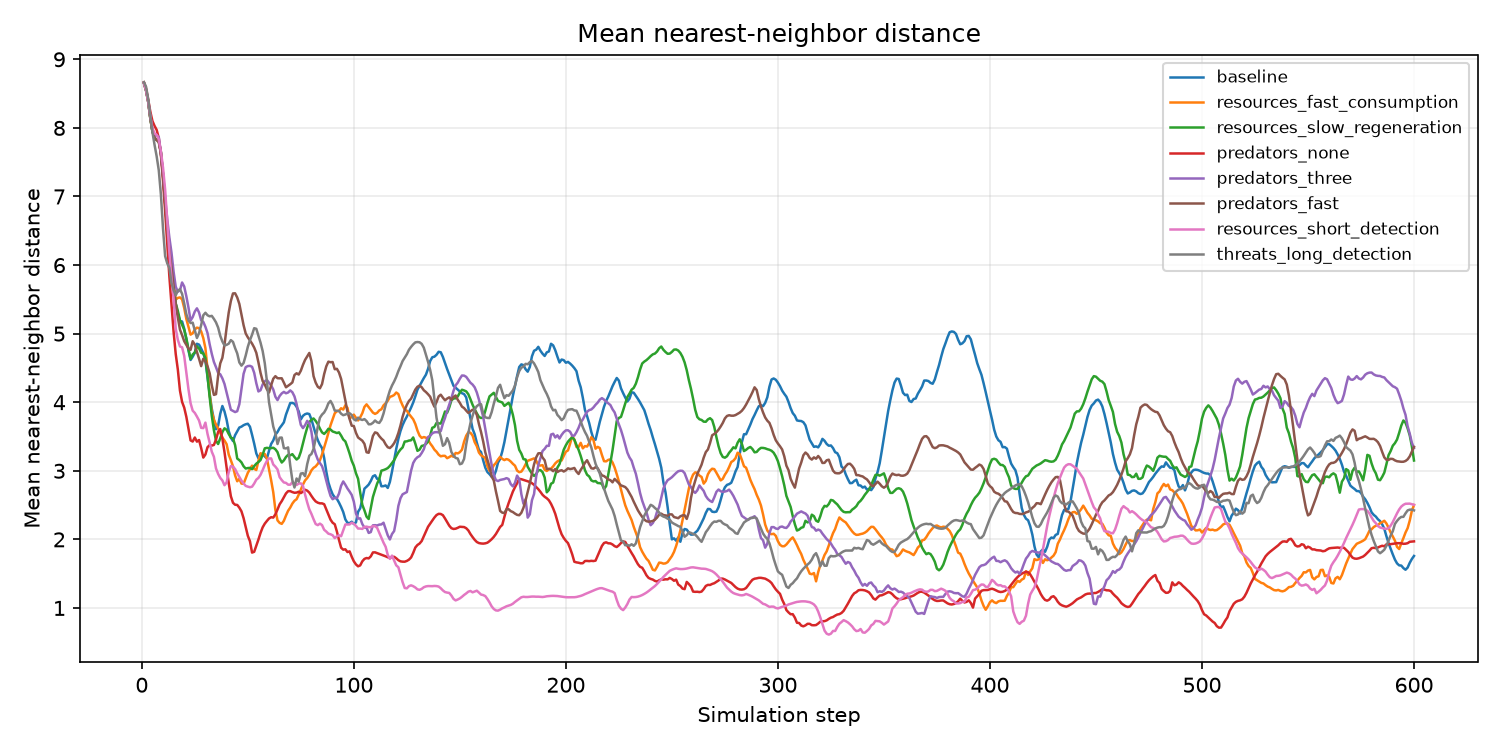 Mean nearest-neighbor distance
Mean nearest-neighbor distance
9
8
7
6
5
4
3
2
1
baseline
resources_fast_consumption
resources_slow_regeneration
predators_none
predators_three
predators_fast
resources_short_detection
threats_long_detection
0 100 200 300 400 500 600
Simulation step